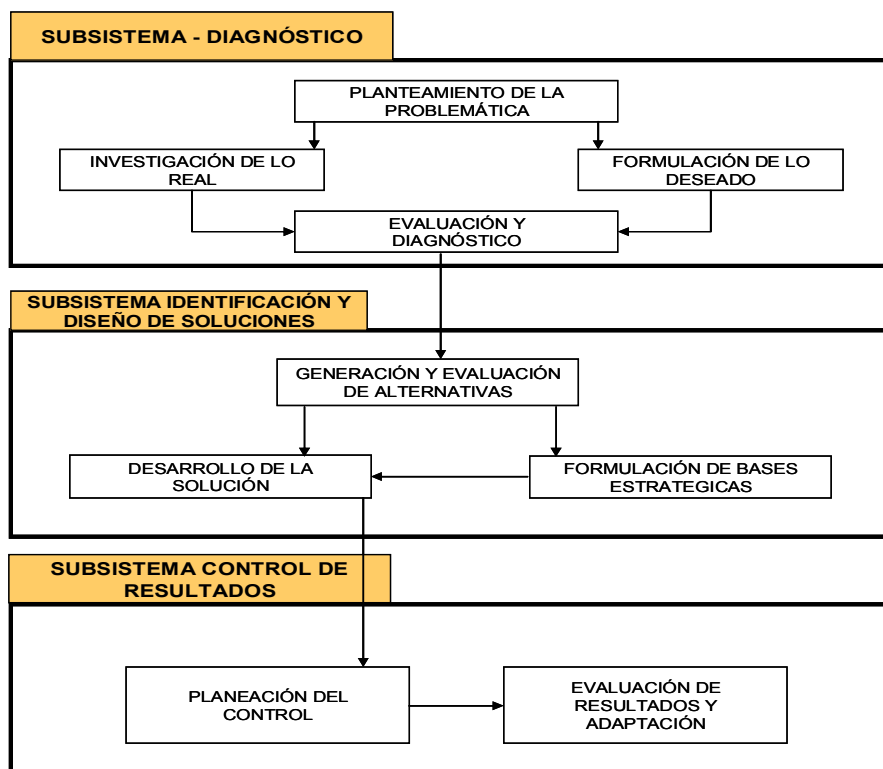 SUBSISTEMA - DIAGNÓSTICO
PLANTEAMIENTO DE LA
PROBLEMÁTICA
INVESTIGACIÓN DE LO
REAL
FORMULACIÓN DE LO
DESEADO
EVALUACIÓN Y
DIAGNÓSTICO
SUBSISTEMA IDENTIFICACIÓN Y
DISEÑO DE SOLUCIONES
GENERACIÓN Y EVALUACIÓN
DE ALTERNATIVAS
DESARROLLO DE LA
SOLUCIÓN
FORMULACIÓN DE BASES
ESTRATEGICAS
SUBSISTEMA CONTROL DE
RESULTADOS
PLANEACIÓN DEL
CONTROL
EVALUACIÓN DE
RESULTADOS Y
ADAPTACIÓN